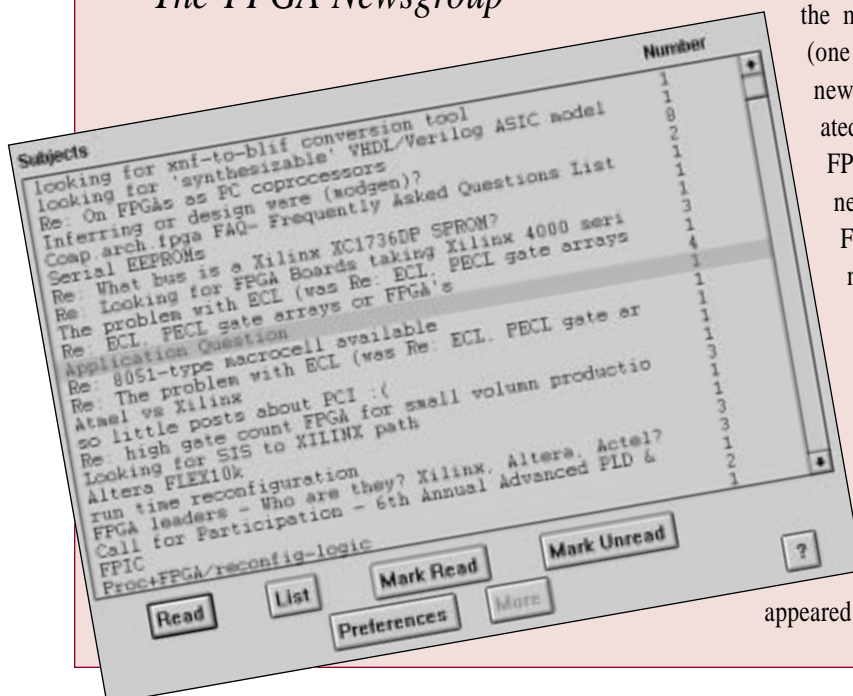 The FPGA Newsgroup
the
(one
new
ated
FP
ne
F
appeared
Subjects
Number
looking for xnf-to-blif conversion tool 1
looking for 'synthesizable' VHDL/Verilog ASIC model 1
Re: On FPGAs as PC coprocessors 8
Inferring or design ware (modgen)? 2
Comp.arch.fpga FAQ- Frequently Asked Questions List 1
Serial EEPROMs 1
Re: What bus is a Xilinx XC1736DP SPROM? 1
Re: Looking for FPGA Boards taking Xilinx 4000 seri 3
The problem with ECL (was Re: ECL, PECL gate arrays 1
Re: ECL, PECL gate arrays or FPGA's 4
Application Question 1
Re: 8051-type macrocell available 1
Re: The problem with ECL (was Re: ECL, PECL gate ar 1
Atmel vs Xilinx 1
so little posts about PCI :( 1
Re: high gate count FPGA for small volumn productio 3
Looking for SIS to XILINX path 1
Altera FLEX10k 1
run time reconfiguration 3
FPGA leaders - Who are they? Xilinx, Altera, Actel? 3
Call for Participation - 6th Annual Advanced PLD & 1
FPIC 2
Proc+FPGA/reconfig-logic 1
Read
List
Mark Read
Mark Unread
?
Preferences
More